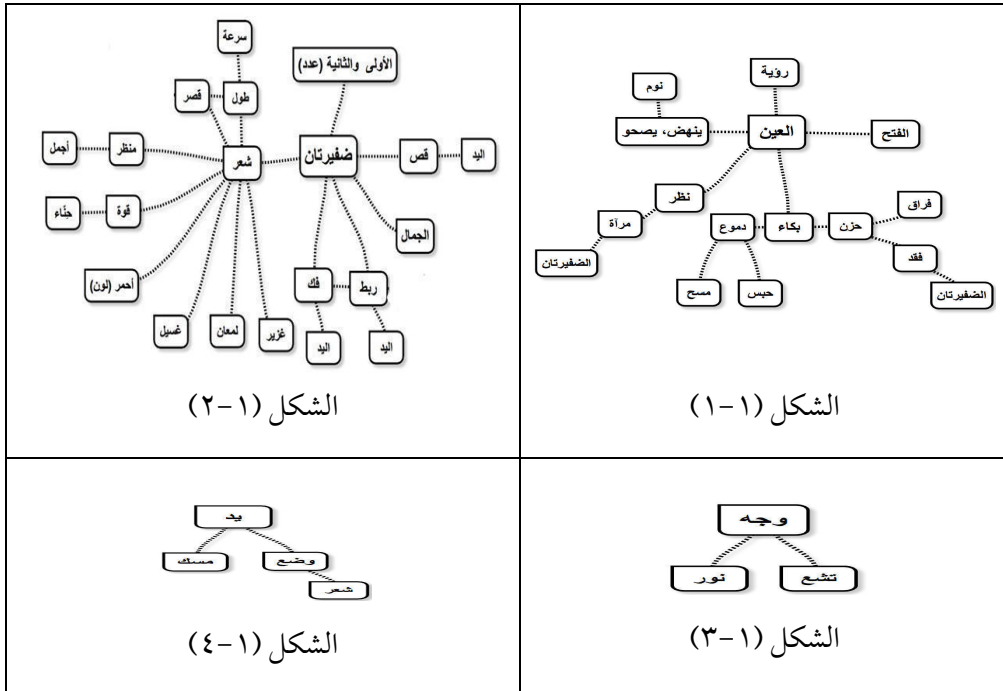 رؤية
نوم
العين
ينهض، يصحو
الفتح
نظر
فراق
مرآة
دموع
بكاء
حزن
الضفيرتان
فقد
مسح
حبس
الضفيرتان
الشكل (١-١)
سرعة
الأولى والثانية (عدد)
طول
قصر
ضفيرتان
قص
اليد
شعر
منظر
أجمل
قوة
حنّاء
الجمال
أحمر (لون)
فك
ربط
غسيل
لمعان
غزير
اليد
اليد
الشكل (١-٢)
وجه
تشع
نور
الشكل (١-٣)
يد
وضع
مسك
شعر
الشكل (١-٤)